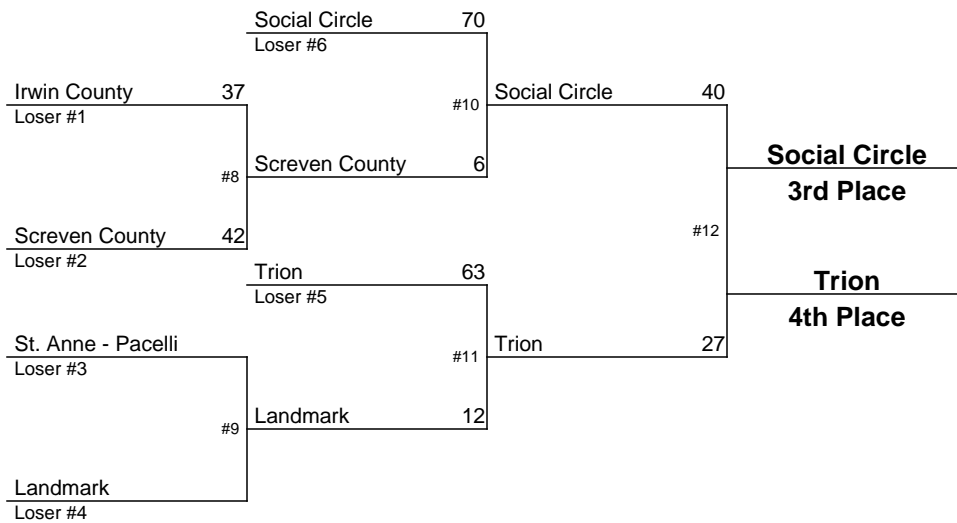 Social Circle 70
Loser #6
Irwin County 37
Loser #1
#10
Social Circle 40
Social Circle
3rd Place
#8
Screven County 6
Screven County 42
Loser #2
#12
Trion 63
Loser #5
Trion
4th Place
St. Anne - Pacelli
Loser #3
#11
Trion 27
#9
Landmark 12
Landmark
Loser #4